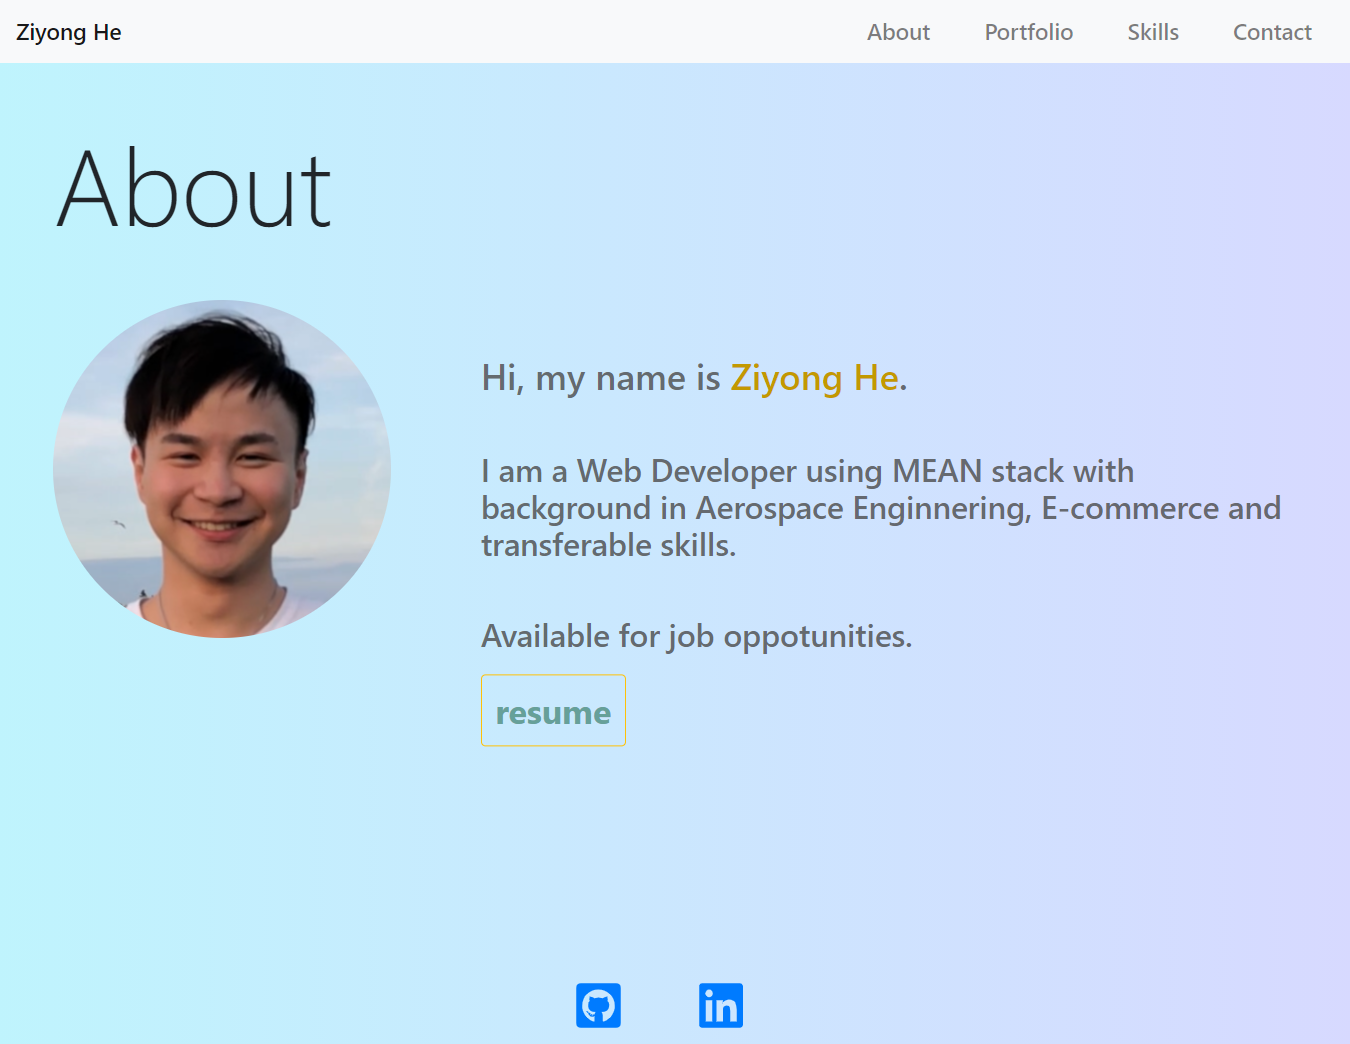 Ziyong He
About Portfolio Skills Contact
About
Hi, my name is Ziyong He.
I am a Web Developer using MEAN stack with
background in Aerospace Enginnering, E-commerce and
transferable skills.
Available for job oppotunities.
resume
in